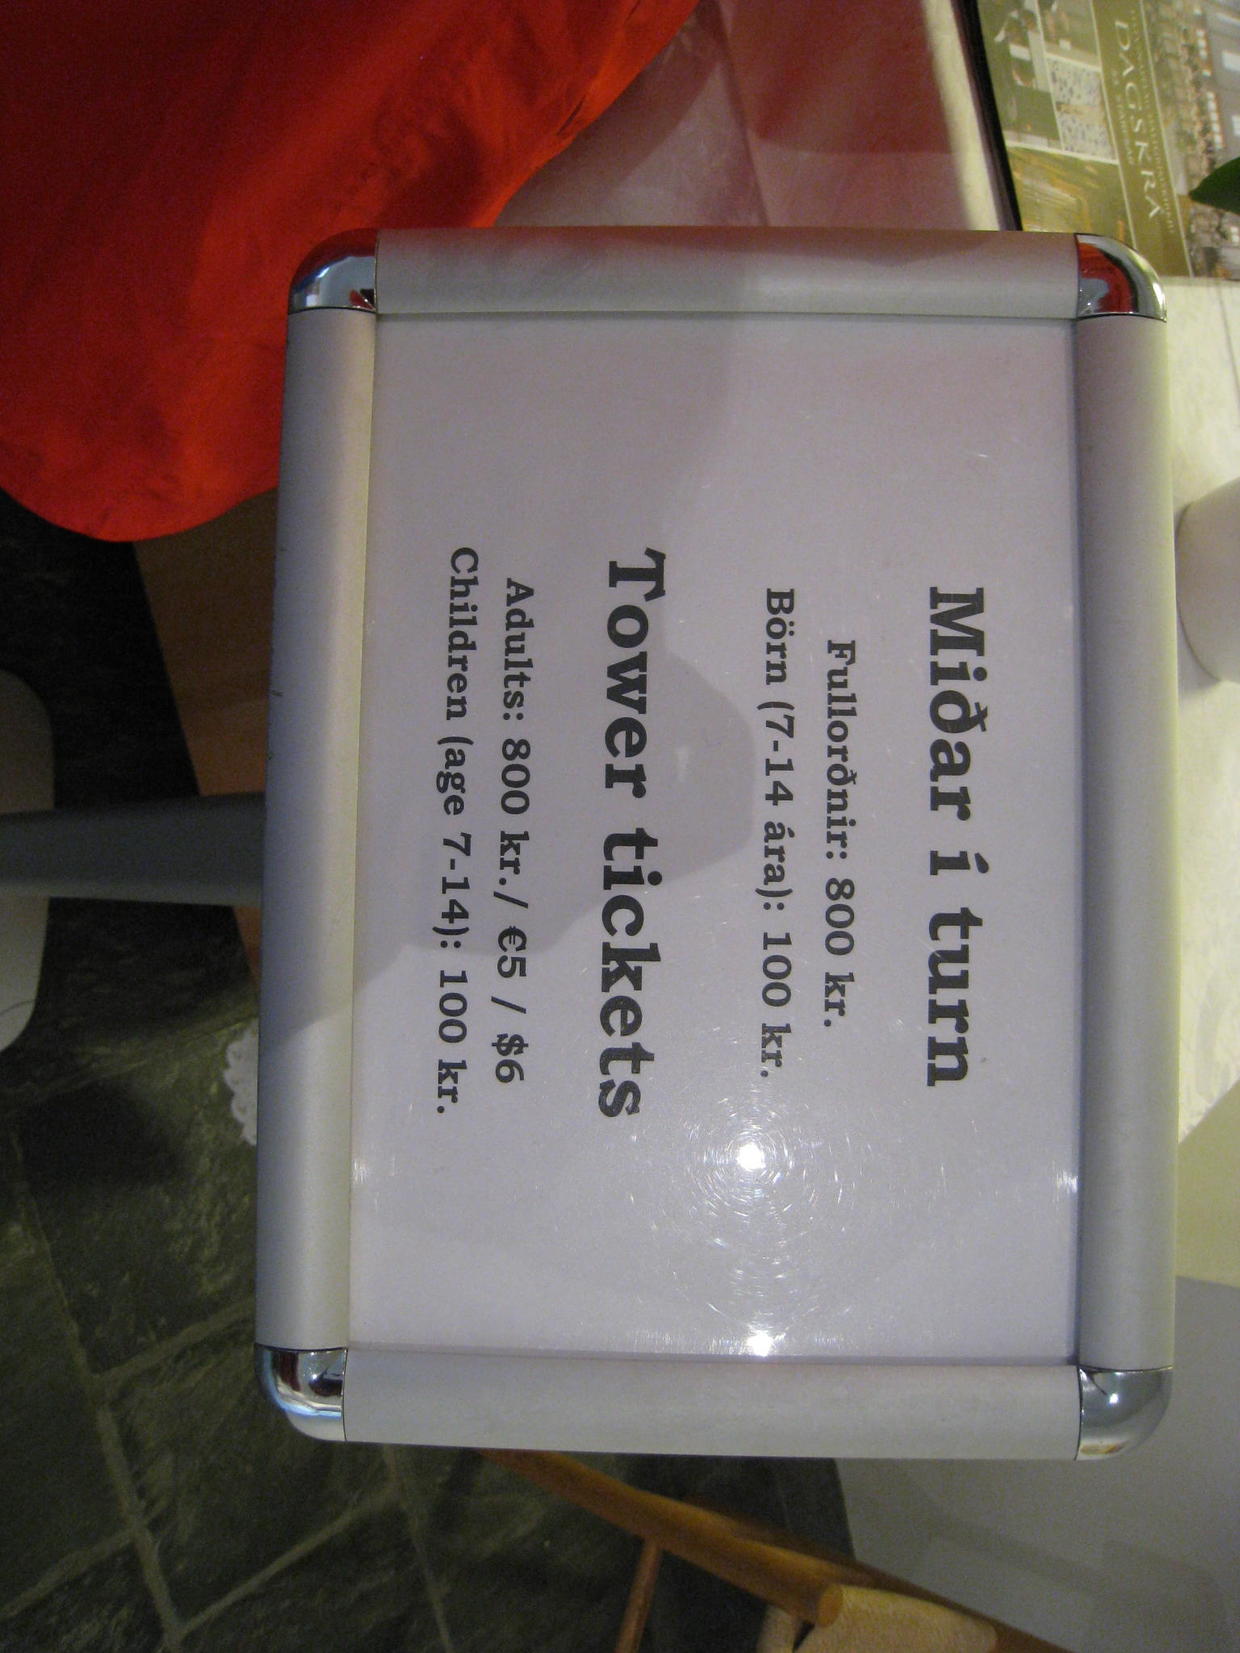 Miðar í turn
Fullorðnir: 800 kr.
Börn (7-14 ára): 100 kr.
Tower tickets
Adults: 800 kr./ €5 / $6
Children (age 7-14): 100 kr.
DAGSKRÁ